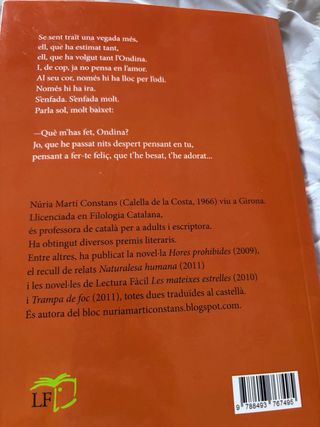 Se sent traït una vegada més,
ell, que ha estimat tant,
ell, que ha volgut tant l'Ondina.
I, de cop, ja no pensa en l'amor.
Al seu cor, només hi ha lloc per l'odi.
Només hi ha ira.
S'enfada. S'enfada molt.
Parla sol, molt baixet:
—Què m'has fet, Ondina?
Jo, que he passat nits despert pensant en tu,
pensant a fer-te feliç, que t'he besat, t'he adorat...
Núria Martí Constans (Calella de la Costa, 1966) viu a Girona.
Llicenciada en Filologia Catalana,
és professora de català per a adults i escriptora.
Ha obtingut diversos premis literaris.
Entre altres, ha publicat la novel·la Hores prohibides (2009),
el recull de relats Naturalesa humana (2011)
i les novel·les de Lectura Fàcil Les mateixes estrelles (2010)
i Trampa de foc (2011), totes dues traduïdes al castellà.
És autora del bloc nuriamarticonstans.blogspot.com.
LF
9 788493 767495